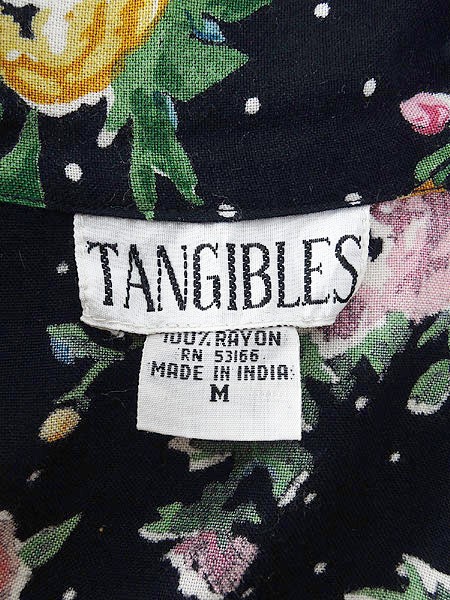 TANGIBLES
100% RAYON
RN 53166
MADE IN INDIA
M